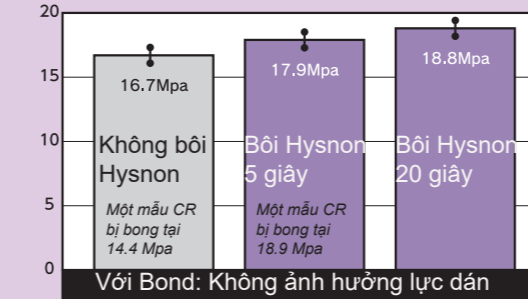 20
15
10
5
0
16.7Mpa
17.9Mpa
18.8Mpa
Không bôi
Hysnon
Bôi Hysnon
5 giây
Bôi Hysnon
20 giây
Một mẫu CR
bị bong tại
14.4 Mpa
Một mẫu CR
bị bong tại
18.9 Mpa
Với Bond: Không ảnh hưởng lực dán